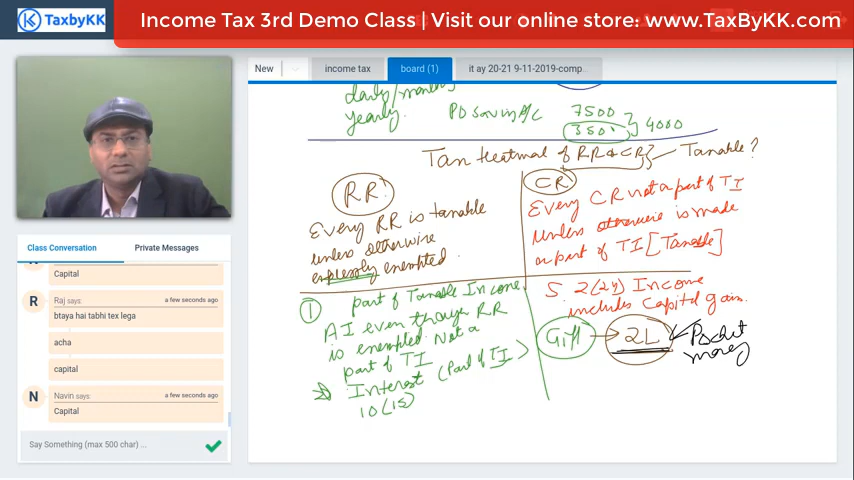 Income Tax 3rd Demo Class | Visit our online store: www.TaxByKK.com
TaxbyKK
New
income tax
board (1)
it ay 20-21 9-11-2019-comp...
daily/monthly
yearly.
PO saving A/C 7500
3500
4000
Tax treatment of RR & CR
Taxable?
RR?
Every RR is taxable
unless otherwise
expressly exempted.
CR
Every CR not a part of TI
unless otherwise is made
a part of TI [Taxable]
① part of Taxable Income
AI even though RR
is exempted Not a
part of TI
Interest (Part of TI)
10(15)
S. 2(24) Income
includes Capital gain.
Gift → 2L
Pocket
money
Class Conversation
Private Messages
Capital
R
Raj says:
a few seconds ago
btaya hai tabhi tex lega
acha
capital
N
Navin says:
a few seconds ago
Capital
Say Something (max 500 char) ...